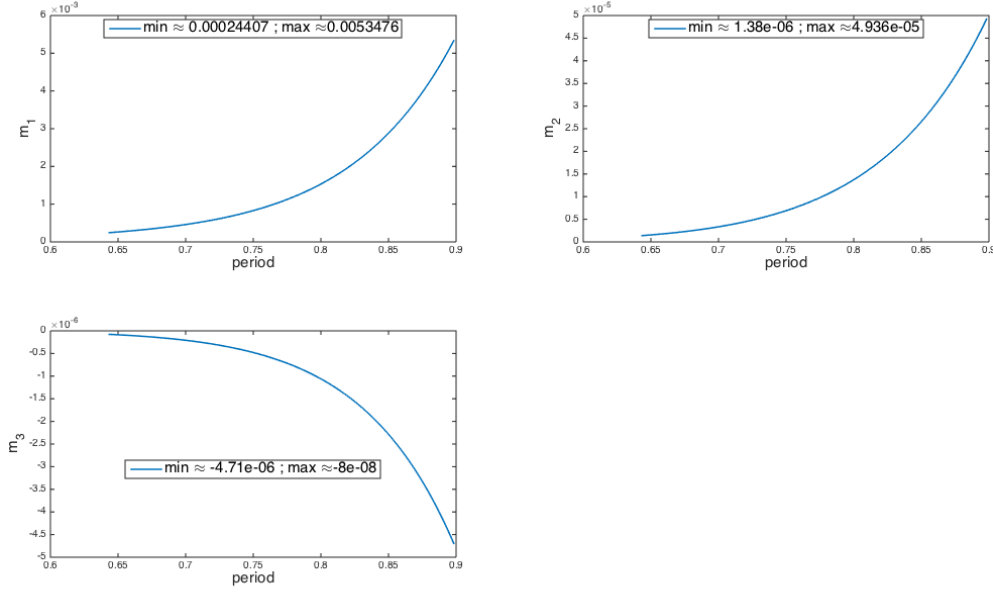 ×10⁻³
6
5
4
3
2
1
0
m₁
min ≈ 0.00024407 ; max ≈0.0053476
0.6 0.65 0.7 0.75 0.8 0.85 0.9
period
×10⁻⁵
5
4.5
4
3.5
3
2.5
2
1.5
1
0.5
0
m₂
min ≈ 1.38e-06 ; max ≈4.936e-05
0.6 0.65 0.7 0.75 0.8 0.85 0.9
period
×10⁻⁶
0
-0.5
-1
-1.5
-2
-2.5
-3
-3.5
-4
-4.5
-5
m₃
min ≈ -4.71e-06 ; max ≈-8e-08
0.6 0.65 0.7 0.75 0.8 0.85 0.9
period